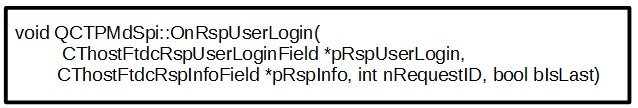 void QCTPMdSpi::OnRspUserLogin(
CThostFtdcRspUserLoginField *pRspUserLogin,
CThostFtdcRspInfoField *pRspInfo, int nRequestID, bool bIsLast)